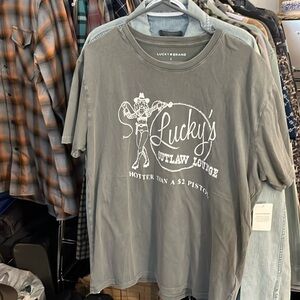 LUCKY BRAND
Lucky's
OUTLAW LOUNGE
HOTTER THAN A $2 PISTOL